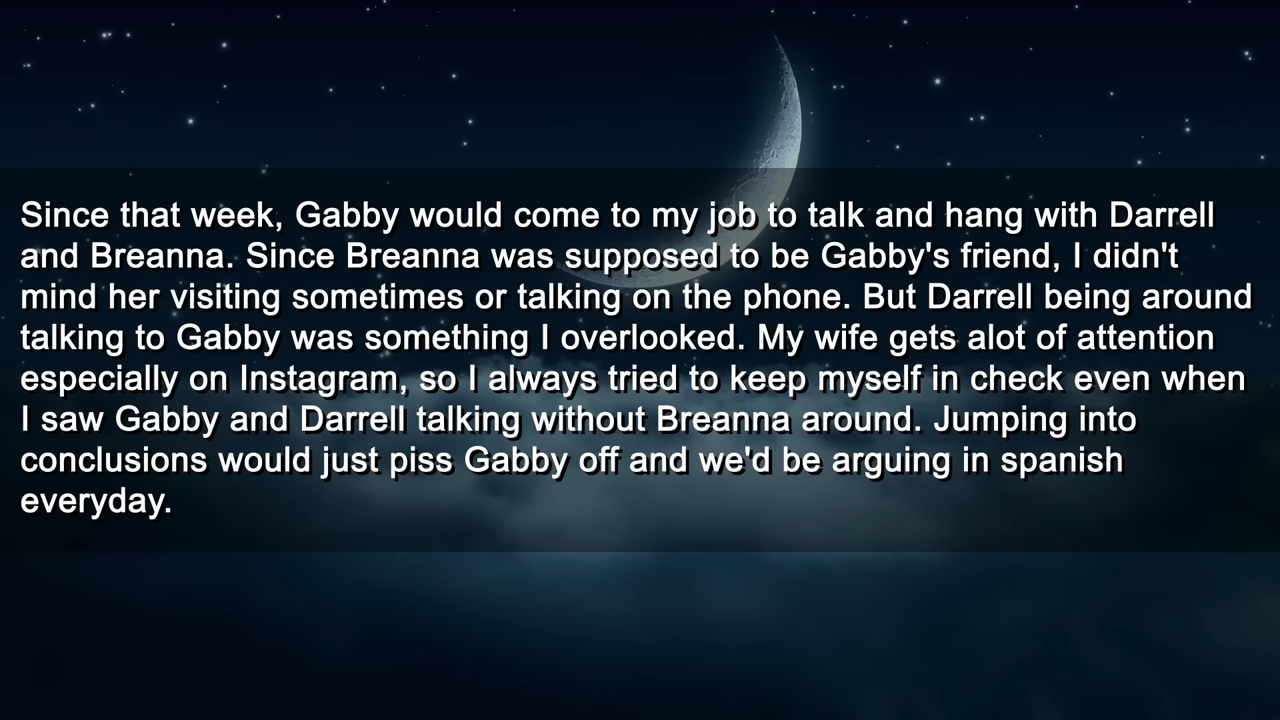 Since that week, Gabby would come to my job to talk and hang with Darrell
and Breanna. Since Breanna was supposed to be Gabby's friend, I didn't
mind her visiting sometimes or talking on the phone. But Darrell being around
talking to Gabby was something I overlooked. My wife gets alot of attention
especially on Instagram, so I always tried to keep myself in check even when
I saw Gabby and Darrell talking without Breanna around. Jumping into
conclusions would just piss Gabby off and we'd be arguing in spanish
everyday.